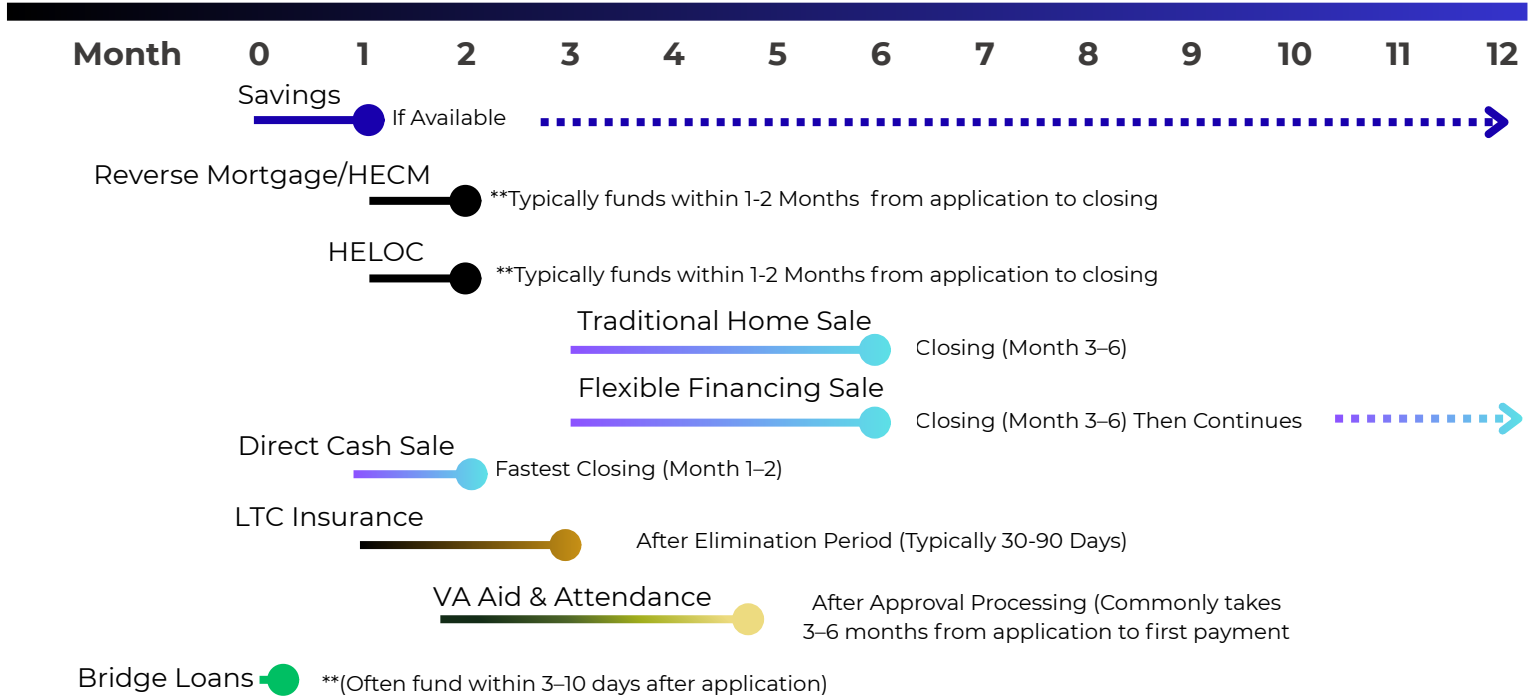 Month 0 1 2 3 4 5 6 7 8 9 10 11 12
Savings
If Available
Reverse Mortgage/HECM
**Typically funds within 1-2 Months from application to closing
HELOC
**Typically funds within 1-2 Months from application to closing
Traditional Home Sale
Closing (Month 3–6)
Flexible Financing Sale
Closing (Month 3–6) Then Continues
Direct Cash Sale
Fastest Closing (Month 1–2)
LTC Insurance
After Elimination Period (Typically 30-90 Days)
VA Aid & Attendance
After Approval Processing (Commonly takes
3–6 months from application to first payment
Bridge Loans
**(Often fund within 3–10 days after application)